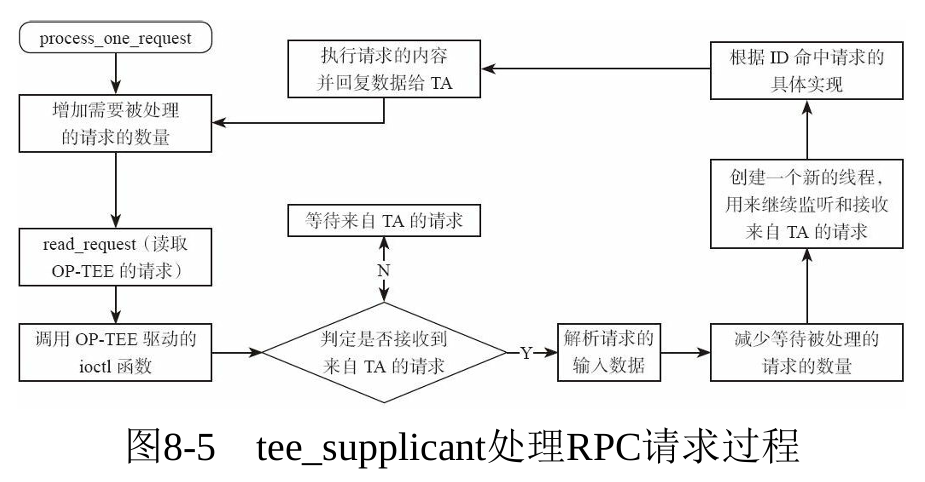 process_one_request
增加需要被处理
的请求的数量
read_request（读取
OP-TEE 的请求）
调用 OP-TEE 驱动的
ioctl 函数
判定是否接收到
来自 TA 的请求
N
等待来自 TA 的请求
Y
解析请求的
输入数据
减少等待被处理的
请求的数量
创建一个新的线程，
用来继续监听和接收
来自 TA 的请求
根据 ID 命中请求的
具体实现
执行请求的内容
并回复数据给 TA
图8-5 tee_supplicant处理RPC请求过程